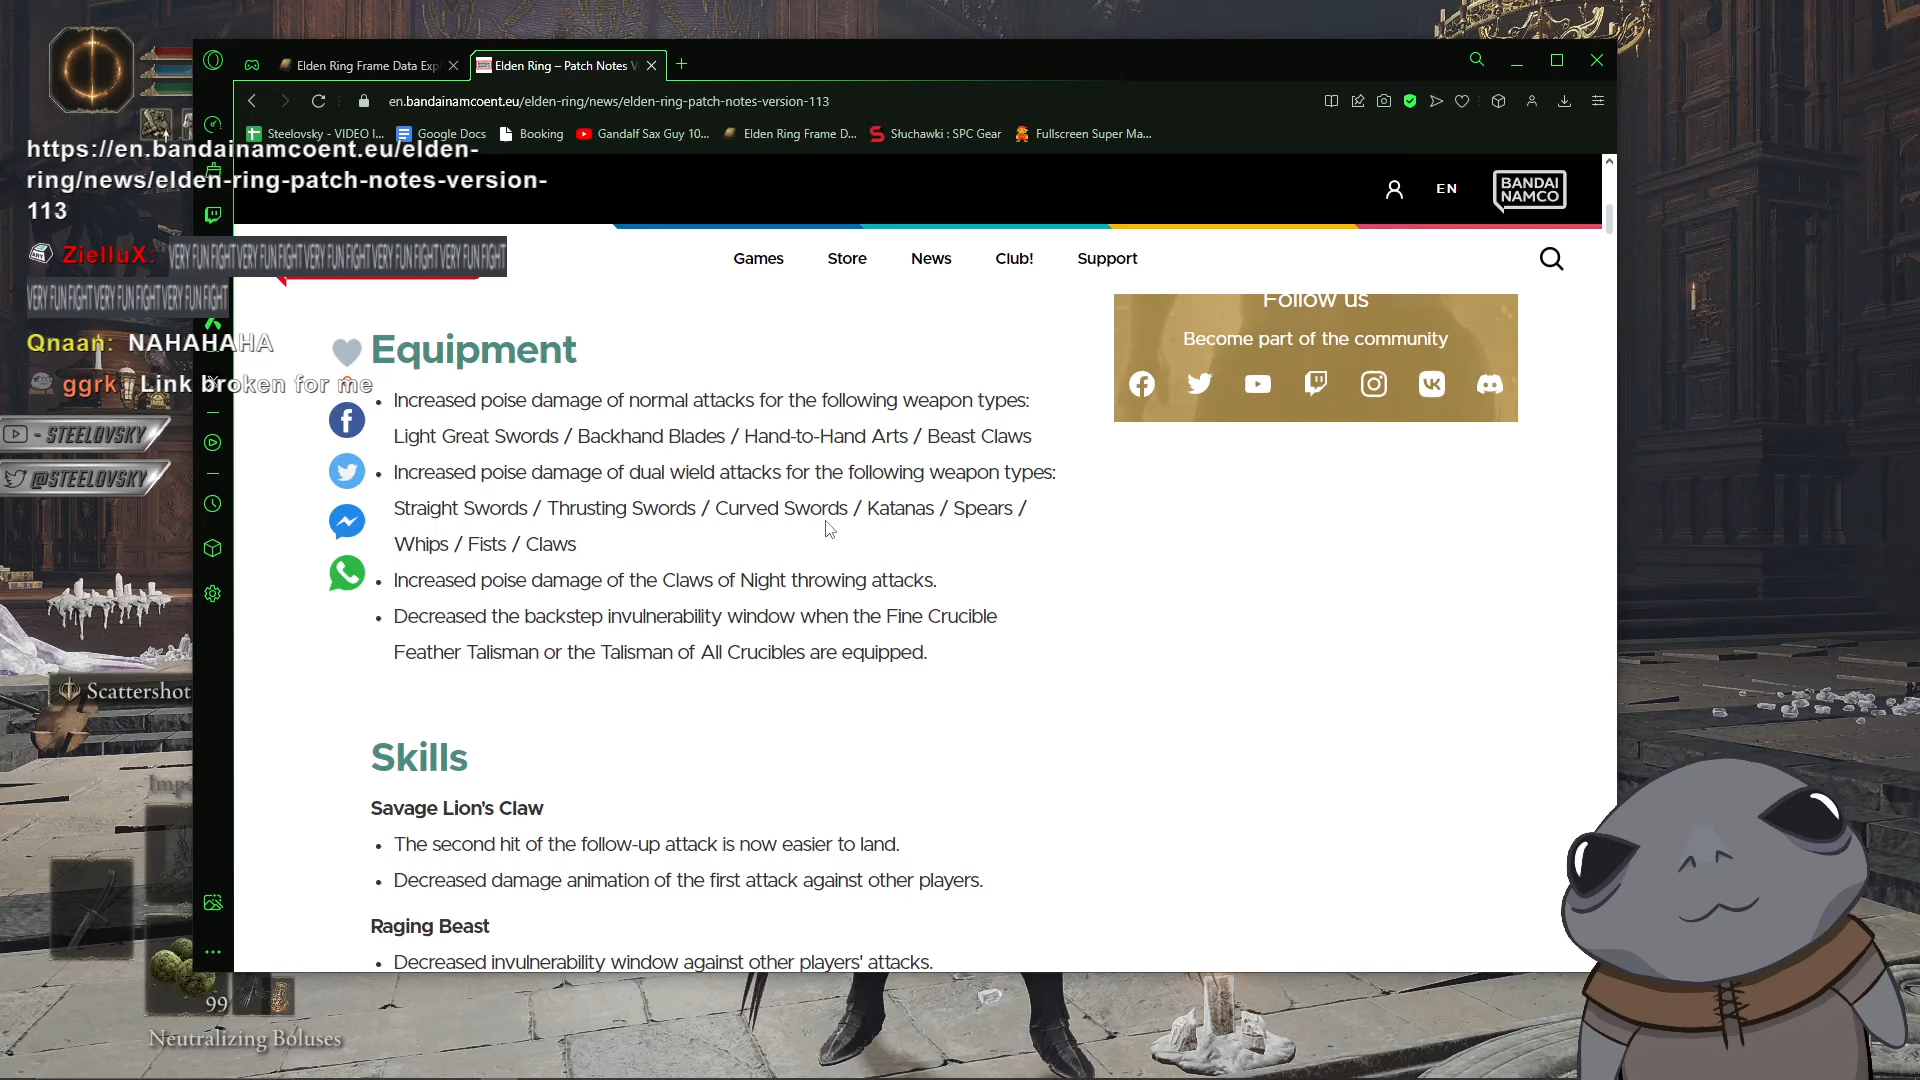 Elden Ring Frame Data Exp
Elden Ring – Patch Notes V
en.bandainamcoent.eu/elden-ring/news/elden-ring-patch-notes-version-113
Steelovsky - VIDEO I...
Google Docs
Booking
Gandalf Sax Guy 10...
Elden Ring Frame D...
Słuchawki : SPC Gear
Fullscreen Super Ma...
https://en.bandainamcoent.eu/elden-
ring/news/elden-ring-patch-notes-version-
113
EN
BANDAI
NAMCO
ZielluX: VERY FUN FIGHT VERY FUN FIGHT VERY FUN FIGHT VERY FUN FIGHT VERY FUN FIGHT
VERY FUN FIGHT VERY FUN FIGHT VERY FUN FIGHT
Games
Store
News
Club!
Support
Qnaan: NAHAHAHA
ggrk: Link broken for me
- STEELOVSKY
@STEELOVSKY
Follow us
Become part of the community
Equipment
• Increased poise damage of normal attacks for the following weapon types:
Light Great Swords / Backhand Blades / Hand-to-Hand Arts / Beast Claws
• Increased poise damage of dual wield attacks for the following weapon types:
Straight Swords / Thrusting Swords / Curved Swords / Katanas / Spears /
Whips / Fists / Claws
• Increased poise damage of the Claws of Night throwing attacks.
• Decreased the backstep invulnerability window when the Fine Crucible
Feather Talisman or the Talisman of All Crucibles are equipped.
Scattershot
Skills
Savage Lion's Claw
• The second hit of the follow-up attack is now easier to land.
• Decreased damage animation of the first attack against other players.
Raging Beast
• Decreased invulnerability window against other players' attacks.
99
Neutralizing Boluses